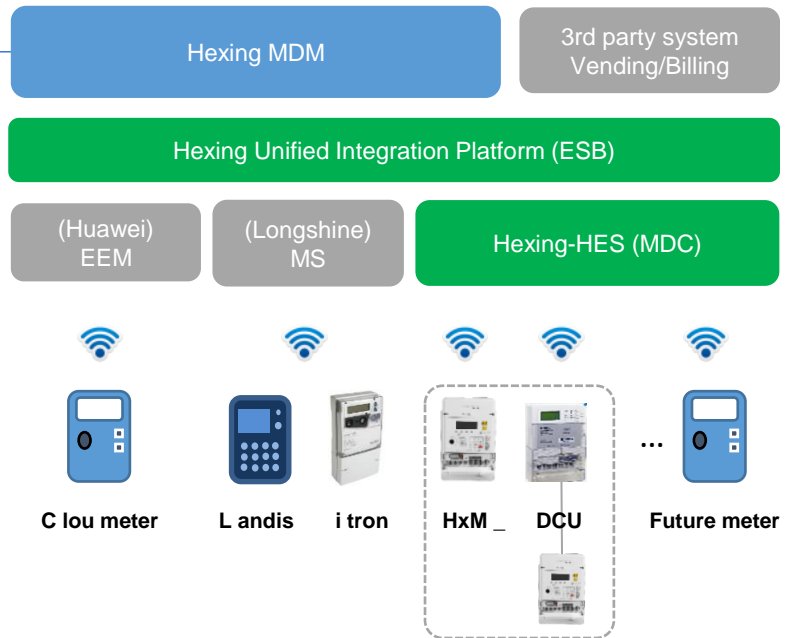 Hexing MDM
3rd party system
Vending/Billing
Hexing Unified Integration Platform (ESB)
(Huawei)
EEM
(Longshine)
MS
Hexing-HES (MDC)
...
C lou meter
L andis
i tron
HxM _
DCU
Future meter